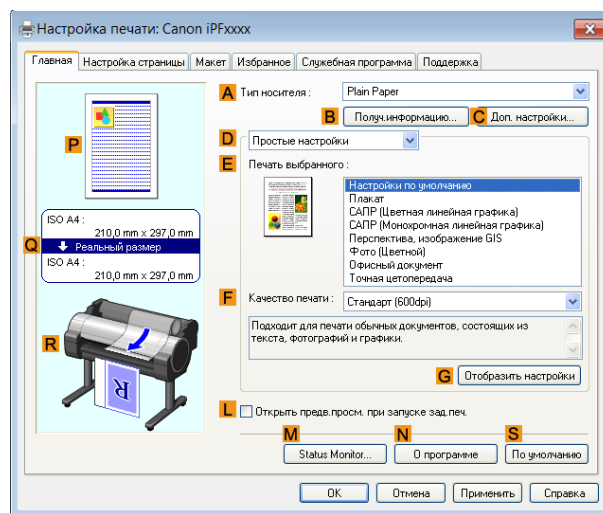 Настройка печати: Canon iPFxxxx
Главная Настройка страницы Макет Избранное Служебная программа Поддержка
A Тип носителя : Plain Paper
B Получ.информацию... C Доп. настройки...
P
D Простые настройки
E Печать выбранного :
Настройки по умолчанию
Плакат
САПР (Цветная линейная графика)
САПР (Монохромная линейная графика)
Перспектива, изображение GIS
Фото (Цветной)
Офисный документ
Точная цетопередача
ISO A4 :
210,0 mm x 297,0 mm
Q Реальный размер
ISO A4 :
210,0 mm x 297,0 mm
F Качество печати : Стандарт (600dpi)
Подходит для печати обычных документов, состоящих из
текста, фотографий и графики.
R
G Отобразить настройки
R
L Открыть предв.просм. при запуске зад.печ.
M N S
Status Monitor... О программе По умолчанию
OK Отмена Применить Справка